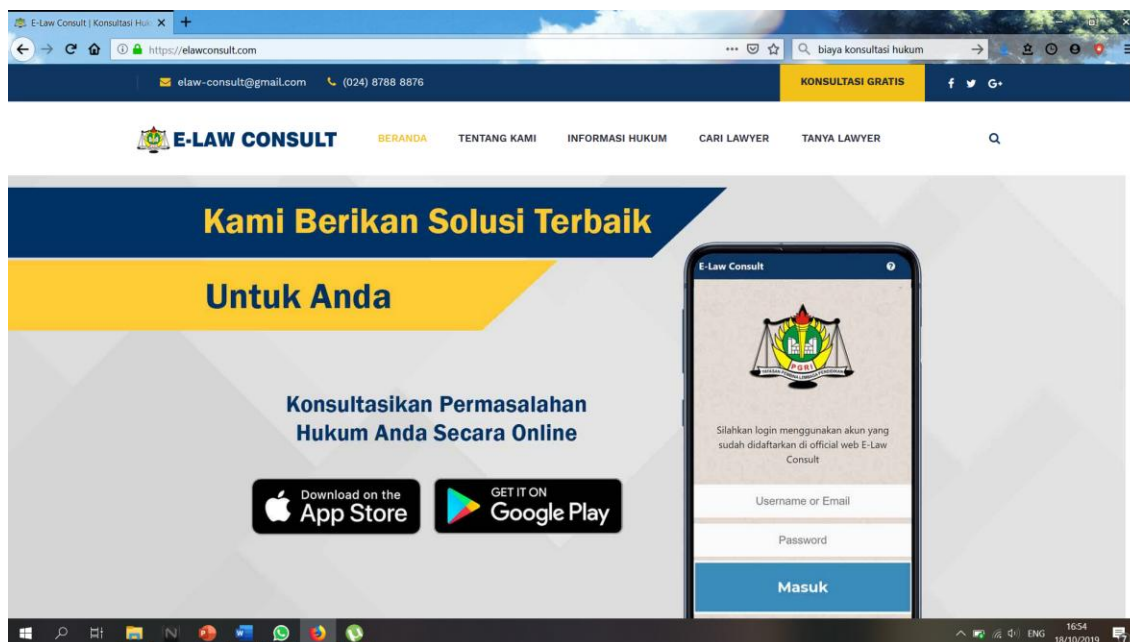 E-Law Consult | Konsultasi Huk
https://elawconsult.com
biaya konsultasi hukum
elaw-consult@gmail.com
(024) 8788 8876
KONSULTASI GRATIS
E-LAW CONSULT
BERANDA
TENTANG KAMI
INFORMASI HUKUM
CARI LAWYER
TANYA LAWYER
Kami Berikan Solusi Terbaik
Untuk Anda
Konsultasikan Permasalahan
Hukum Anda Secara Online
Download on the
App Store
GET IT ON
Google Play
E-Law Consult
PGRI
Silahkan login menggunakan akun yang
sudah didaftarkan di official web E-Law
Consult
Username or Email
Password
Masuk
ENG
16:54
18/10/2019